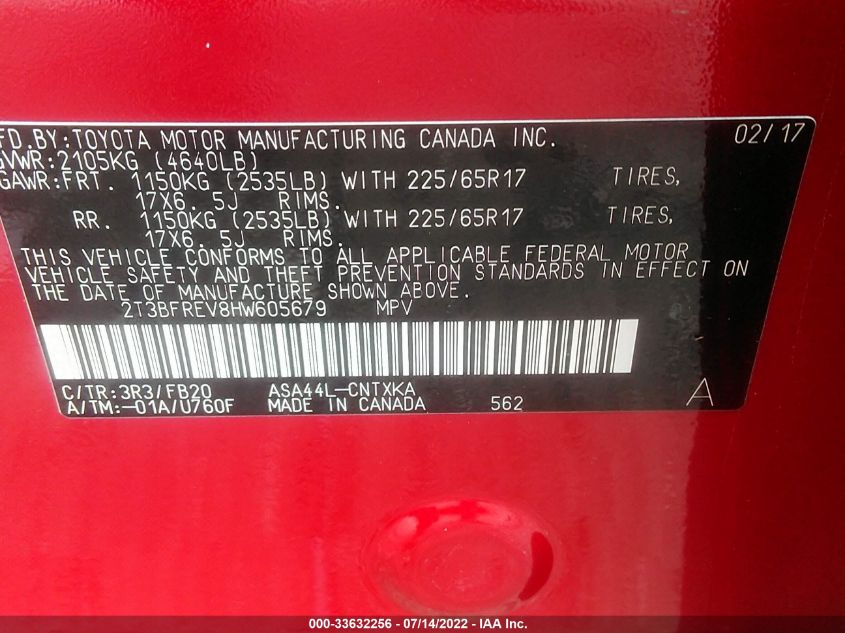 FD. BY: TOYOTA MOTOR MANUFACTURING CANADA INC. 02/17
GVWR: 2105KG (4640LB)
GAWR: FRT. 1150KG (2535LB) WITH 225/65R17 TIRES,
17X6. 5J RIMS.
RR. 1150KG (2535LB) WITH 225/65R17 TIRES,
17X6. 5J RIMS.
THIS VEHICLE CONFORMS TO ALL APPLICABLE FEDERAL MOTOR
VEHICLE SAFETY AND THEFT PREVENTION STANDARDS IN EFFECT ON
THE DATE OF MANUFACTURE SHOWN ABOVE.
2T3BFREV8HW605679 MPV
C/TR: 3R3/FB20 ASA44L-CNTXKA
A/TM: -01A/U760F MADE IN CANADA 562 A
000-33632256 - 07/14/2022 - IAA Inc.